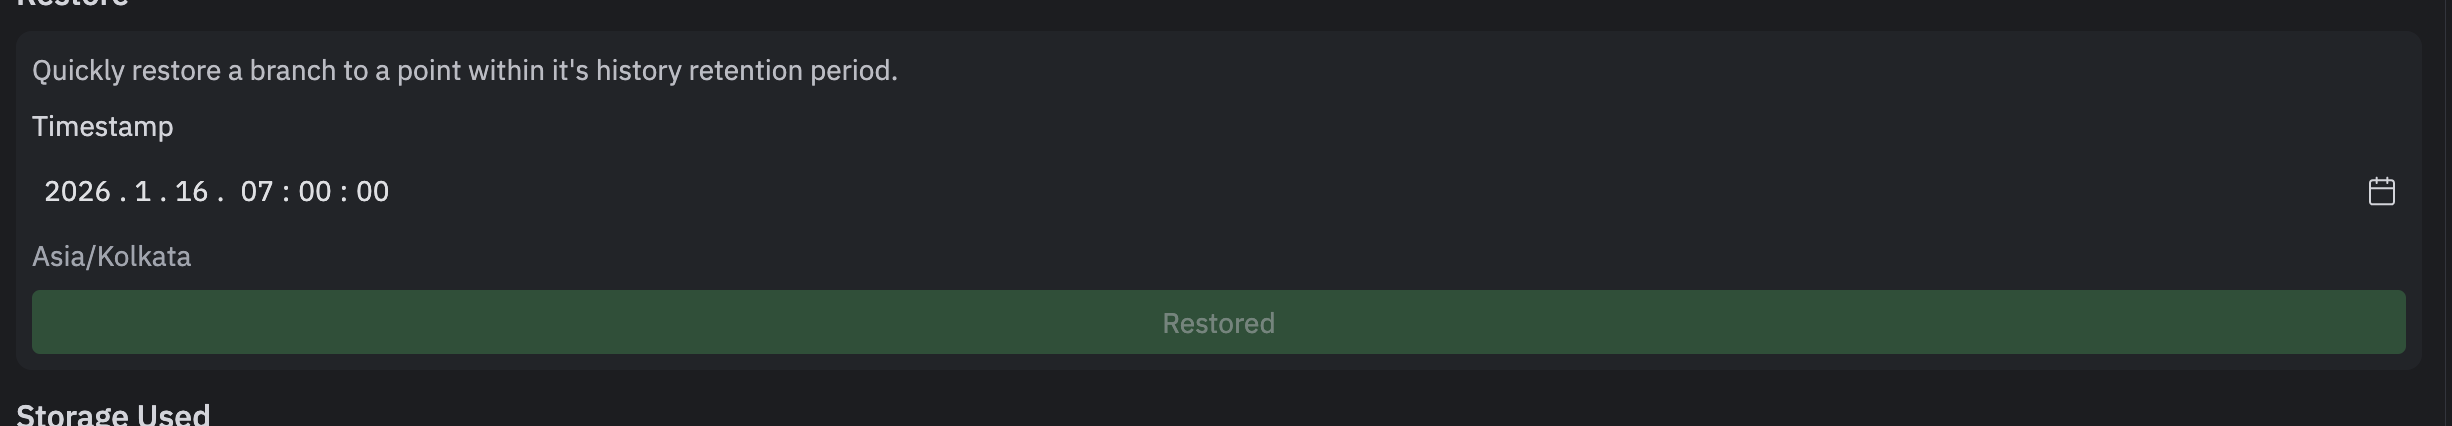 Restore
Quickly restore a branch to a point within it's history retention period.
Timestamp
2026 . 1 . 16 . 07 : 00 : 00
Asia/Kolkata
Restored
Storage Used